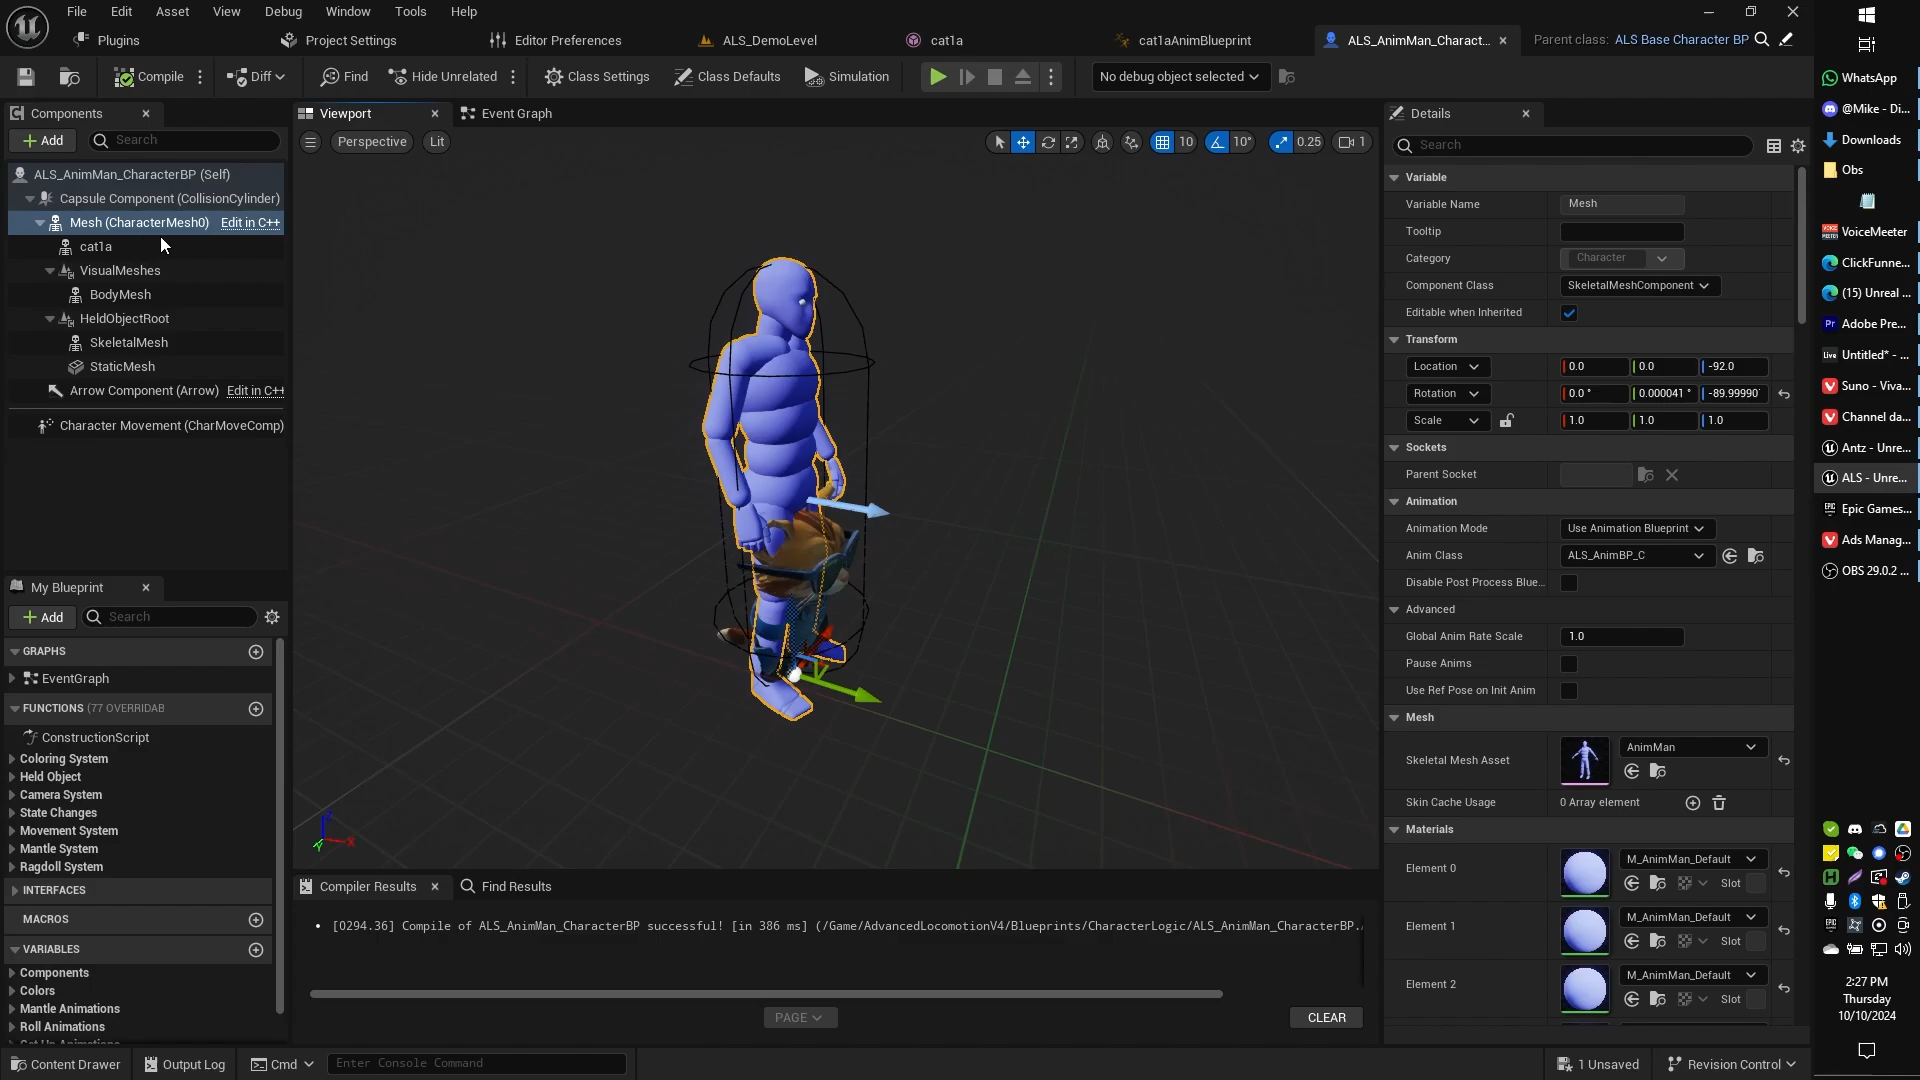 File
Edit
Asset
View
Debug
Window
Tools
Help
Plugins
Project Settings
Editor Preferences
ALS_DemoLevel
cat1a
cat1aAnimBlueprint
ALS_AnimMan_Charact...
Parent class: ALS Base Character BP
Compile
Diff
Find
Hide Unrelated
Class Settings
Class Defaults
Simulation
No debug object selected
Components
Add
Search
ALS_AnimMan_CharacterBP (Self)
Capsule Component (CollisionCylinder)
Mesh (CharacterMesh0) Edit in C++
cat1a
VisualMeshes
BodyMesh
HeldObjectRoot
SkeletalMesh
StaticMesh
Arrow Component (Arrow) Edit in C++
Character Movement (CharMoveComp)
My Blueprint
Add
Search
GRAPHS
EventGraph
FUNCTIONS (77 OVERRIDAB
ConstructionScript
Coloring System
Held Object
Camera System
State Changes
Movement System
Mantle System
Ragdoll System
INTERFACES
MACROS
VARIABLES
Components
Colors
Mantle Animations
Roll Animations
Viewport
Event Graph
Perspective
Lit
10
10°
0.25
1
Z
X
Y
Compiler Results
Find Results
[0294.36] Compile of ALS_AnimMan_CharacterBP successful! [in 386 ms] (/Game/AdvancedLocomotionV4/Blueprints/CharacterLogic/ALS_AnimMan_CharacterBP.
PAGE
CLEAR
Details
Search
Variable
Variable Name
Mesh
Tooltip
Category
Character
Component Class
SkeletalMeshComponent
Editable when Inherited
Transform
Location
0.0
0.0
-92.0
Rotation
0.0 °
0.000041 °
-89.99990
Scale
1.0
1.0
1.0
Sockets
Parent Socket
Animation
Animation Mode
Use Animation Blueprint
Anim Class
ALS_AnimBP_C
Disable Post Process Blue...
Advanced
Global Anim Rate Scale
1.0
Pause Anims
Use Ref Pose on Init Anim
Mesh
Skeletal Mesh Asset
AnimMan
Skin Cache Usage
0 Array element
Materials
Element 0
M_AnimMan_Default
Slot
Element 1
M_AnimMan_Default
Slot
Element 2
M_AnimMan_Default
Slot
Content Drawer
Output Log
Cmd
Enter Console Command
1 Unsaved
Revision Control
WhatsApp
@Mike - Di...
Downloads
Obs
VoiceMeeter
ClickFunne...
(15) Unreal ...
Adobe Pre...
Untitled* - ...
Suno - Viva...
Channel da...
Antz - Unre...
ALS - Unre...
Epic Games...
Ads Manag...
OBS 29.0.2 ...
2:27 PM
Thursday
10/10/2024